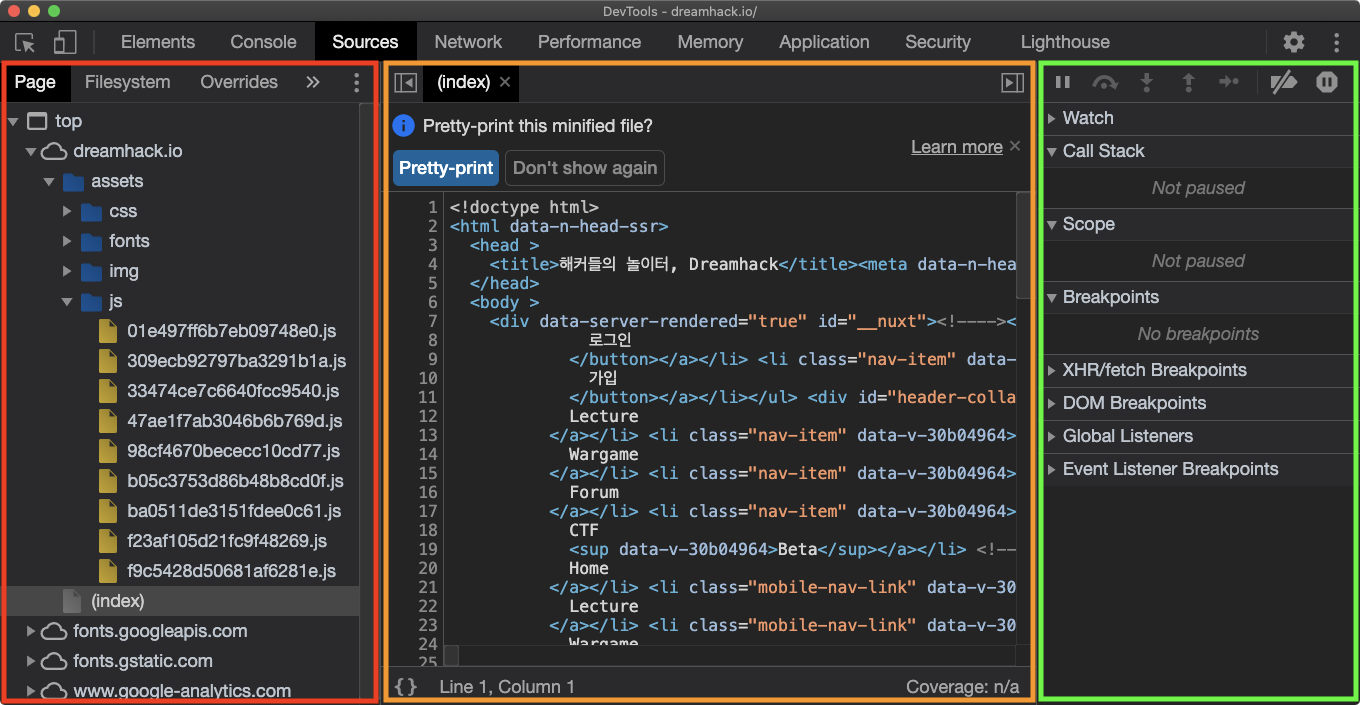 DevTools - dreamhack.io/
Elements Console Sources Network Performance Memory Application Security Lighthouse
Page Filesystem Overrides »
top
dreamhack.io
assets
css
fonts
img
js
01e497ff6b7eb09748e0.js
309ecb92797ba3291b1a.js
33474ce7c6640fcc9540.js
47ae1f7ab3046b6b769d.js
98cf4670bececc10cd77.js
b05c3753d86b48b8cd0f.js
ba0511de3151fdee0c61.js
f23af105d21fc9f48269.js
f9c5428d50681af6281e.js
(index)
fonts.googleapis.com
fonts.gstatic.com
www.google-analytics.com
(index) ×
Pretty-print this minified file?
Learn more ×
Pretty-print Don't show again
1 <!doctype html>
2 <html data-n-head-ssr>
3 <head >
4 <title>해커들의 놀이터, Dreamhack</title><meta data-n-hea
5 </head>
6 <body >
7 <div data-server-rendered="true" id="__nuxt"><!----><
8 로그인
9 </button></a></li> <li class="nav-item" data-
10 가입
11 </button></a></li></ul> <div id="header-colla
12 Lecture
13 </a></li> <li class="nav-item" data-v-30b04964>
14 Wargame
15 </a></li> <li class="nav-item" data-v-30b04964>
16 Forum
17 </a></li> <li class="nav-item" data-v-30b04964>
18 CTF
19 <sup data-v-30b04964>Beta</sup></a></li> <!--
20 Home
21 </a></li> <li class="mobile-nav-link" data-v-30
22 Lecture
23 </a></li> <li class="mobile-nav-link" data-v-30
24 Wargame
25
{} Line 1, Column 1 Coverage: n/a
Watch
Call Stack
Not paused
Scope
Not paused
Breakpoints
No breakpoints
XHR/fetch Breakpoints
DOM Breakpoints
Global Listeners
Event Listener Breakpoints